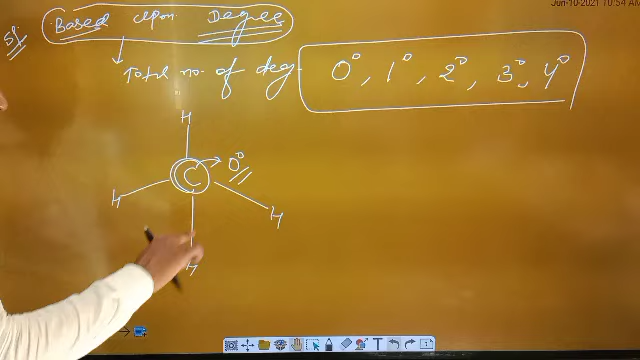 Jun-10-2021 10:54 AM
5).
Based upon Degree
Total no. of deg. 0°, 1°, 2°, 3°, 4°
H
C → 0°
H
H
H
T
1